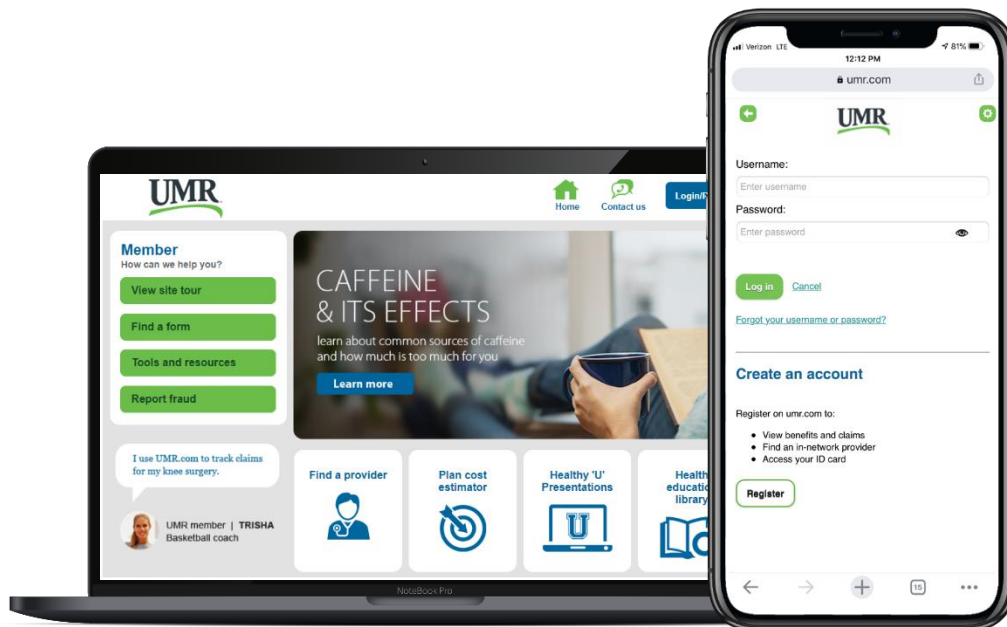 UMR
Home
Contact us
Login/
Member
How can we help you?
View site tour
Find a form
Tools and resources
Report fraud
CAFFEINE
& ITS EFFECTS
learn about common sources of caffeine
and how much is too much for you
Learn more
I use UMR.com to track claims
for my knee surgery.
UMR member | TRISHA
Basketball coach
Find a provider
Plan cost
estimator
Healthy 'U'
Presentations
U
Health
educatio
library
NoteBook Pro
Verizon LTE
81%
12:12 PM
umr.com
UMR
Username:
Enter username
Password:
Enter password
Log in
Cancel
Forgot your username or password?
Create an account
Register on umr.com to:
• View benefits and claims
• Find an in-network provider
• Access your ID card
Register
15